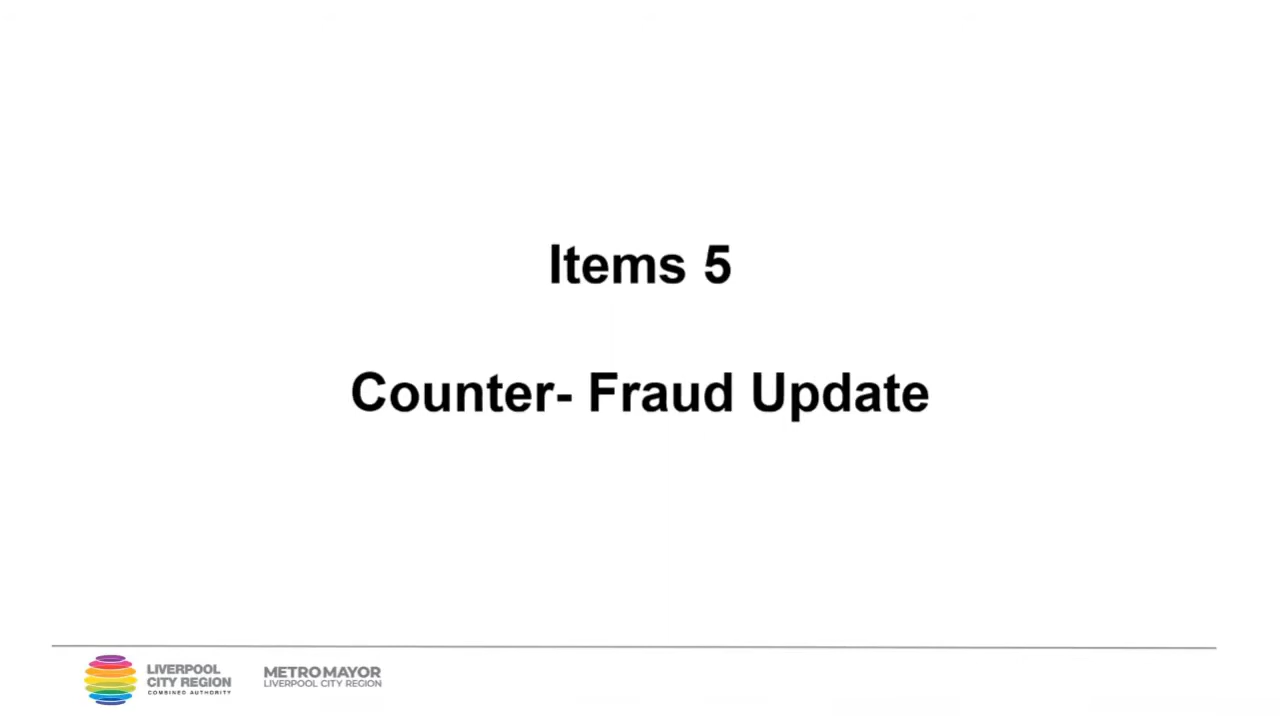 Items 5
Counter- Fraud Update
LIVERPOOL
CITY REGION
COMBINED AUTHORITY
METRO MAYOR
LIVERPOOL CITY REGION